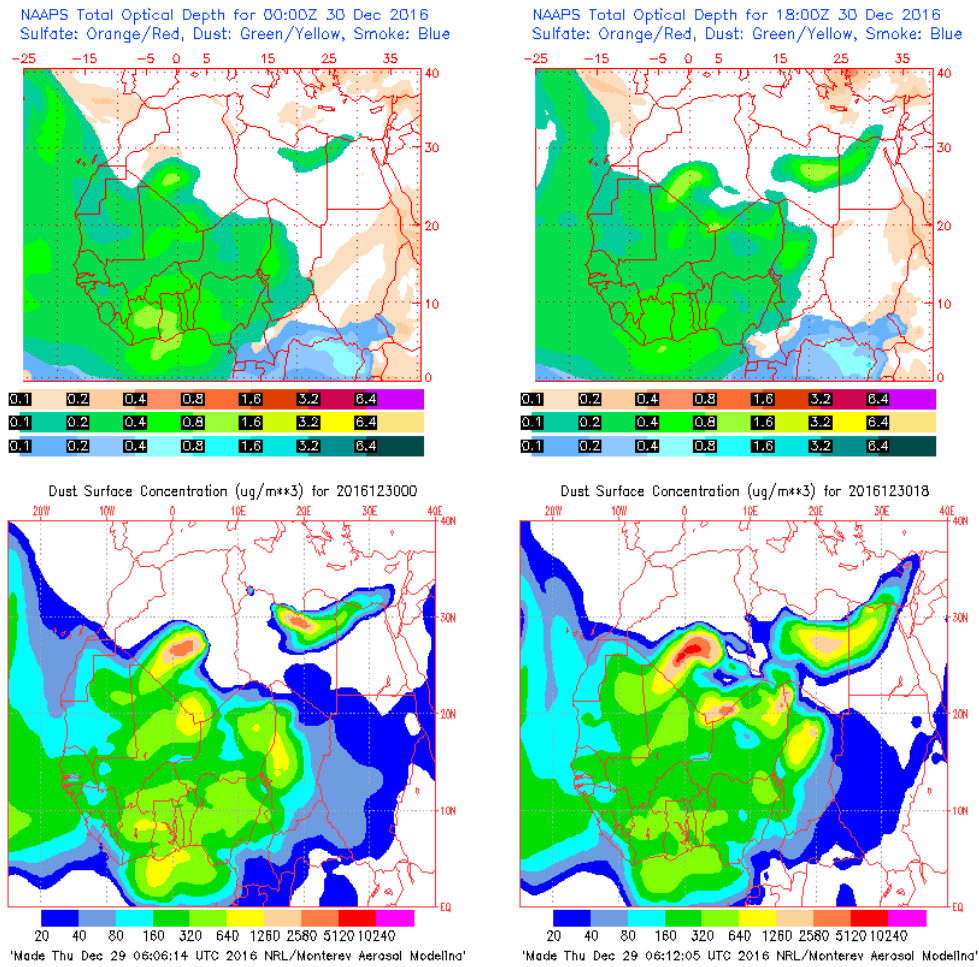 NAAPS Total Optical Depth for 00:00Z 30 Dec 2016
Sulfate: Orange/Red, Dust: Green/Yellow, Smoke: Blue
-25 -15 -5 0 5 15 25 35
40
30
20
10
0
0.1 0.2 0.4 0.8 1.6 3.2 6.4
0.1 0.2 0.4 0.8 1.6 3.2 6.4
0.1 0.2 0.4 0.8 1.6 3.2 6.4
NAAPS Total Optical Depth for 18:00Z 30 Dec 2016
Sulfate: Orange/Red, Dust: Green/Yellow, Smoke: Blue
-25 -15 -5 0 5 15 25 35
40
30
20
10
0
0.1 0.2 0.4 0.8 1.6 3.2 6.4
0.1 0.2 0.4 0.8 1.6 3.2 6.4
0.1 0.2 0.4 0.8 1.6 3.2 6.4
Dust Surface Concentration (ug/m**3) for 2016123000
20W 10W 0 10E 20E 30E 40E
40N
30N
20N
10N
EQ
20 40 80 160 320 640 1260 2580 5120 10240
'Made Thu Dec 29 06:06:14 UTC 2016 NRL/Monterey Aerosol Modeling'
Dust Surface Concentration (ug/m**3) for 2016123018
20W 10W 0 10E 20E 30E 40E
40N
30N
20N
10N
EQ
20 40 80 160 320 640 1260 2580 5120 10240
'Made Thu Dec 29 06:12:05 UTC 2016 NRL/Monterey Aerosol Modeling'